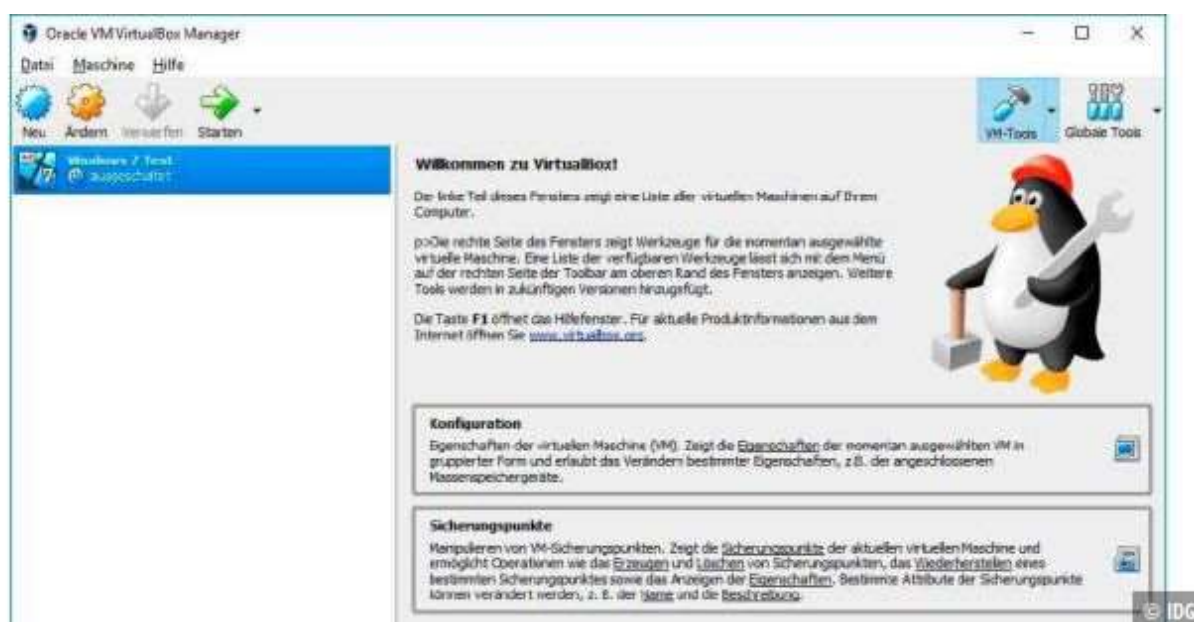 Oracle VM VirtualBox Manager
Datei Maschine Hilfe
Neu Ändern Verwerfen Starten
VM-Tools Globale Tools
Windows 7 Test
ausgeschaltet
Willkommen zu VirtualBox!
Der linke Teil dieses Fensters zeigt eine Liste aller virtuellen Maschinen auf Ihrem
Computer.
p>Die rechte Seite des Fensters zeigt Werkzeuge für die momentan ausgewählte
virtuelle Maschine. Eine Liste der verfügbaren Werkzeuge lässt sich mit dem Menü
auf der rechten Seite der Toolbar am oberen Rand des Fensters anzeigen. Weitere
Tools werden in zukünftigen Versionen hinzugefügt.
Die Taste F1 öffnet das Hilfefenster. Für aktuelle Produktinformationen aus dem
Internet öffnen Sie www.virtualbox.org.
Konfiguration
Eigenschaften der virtuellen Maschine (VM). Zeigt die Eigenschaften der momentan ausgewählten VM in
gruppierter Form und erlaubt das Verändern bestimmter Eigenschaften, z.B. der angeschlossenen
Massenspeichergeräte.
Sicherungspunkte
Manipulieren von VM-Sicherungspunkten. Zeigt die Sicherungspunkte der aktuellen virtuellen Maschine und
ermöglicht Operationen wie das Erzeugen und Löschen von Sicherungspunkten, das Wiederherstellen eines
bestimmten Sicherungspunktes sowie das Anzeigen der Eigenschaften. Bestimmte Attribute der Sicherungspunkte
können verändert werden, z. B. der Name und die Beschreibung.
© IDG